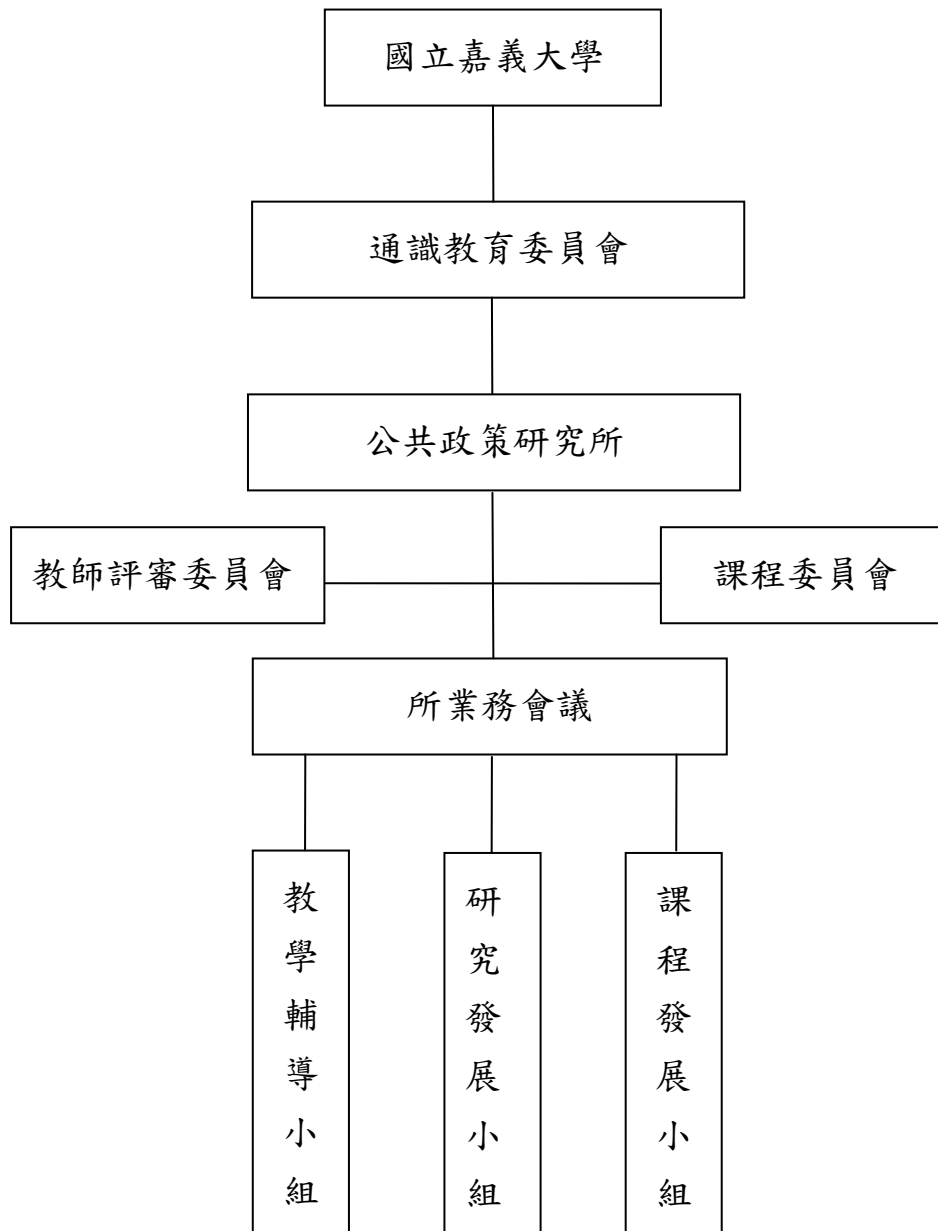 國立嘉義大學
通識教育委員會
公共政策研究所
教師評審委員會
課程委員會
所業務會議
教學輔導小組
研究發展小組
課程發展小組